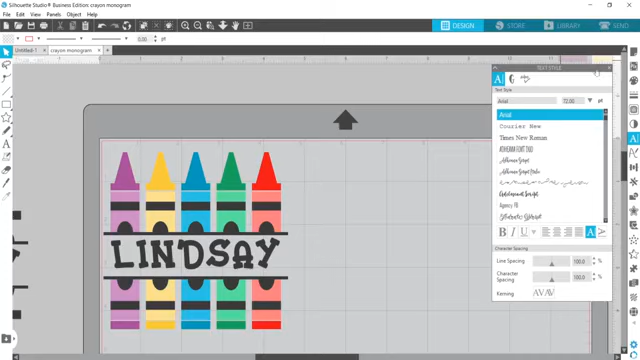 Silhouette Studio® Business Edition: crayon monogram
File Edit View Panels Object Help
DESIGN STORE LIBRARY SEND
0.00 pt
Untitled-1 crayon monogram
TEXT STYLE
Text Style
Arial 72.00 pt
Arial
Courier New
Times New Roman
Agency FB
LINDSAY
B I U
Character Spacing
Line Spacing 100.0 %
Character Spacing 100.0 %
Kerning AVAV